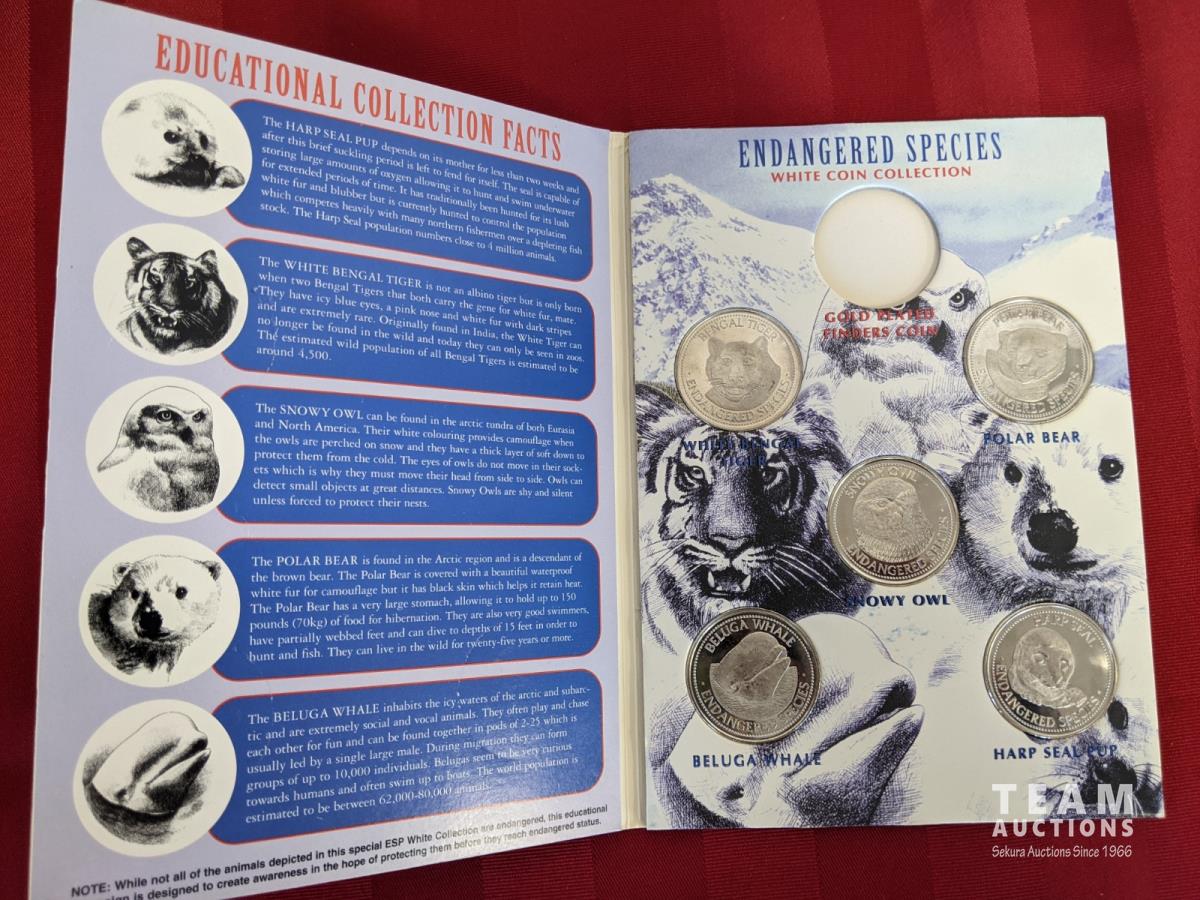 EDUCATIONAL COLLECTION FACTS
The HARP SEAL PUP depends on its mother for less than two weeks and
after this brief suckling period is left to fend for itself. The seal is capable of
storing large amounts of oxygen allowing it to hunt and swim underwater
for extended periods of time. It has traditionally been hunted for its lush
white fur and blubber but is currently hunted to control the population
which competes heavily with many northern fishermen over a depleting fish
stock. The Harp Seal population numbers close to 4 million animals.
The WHITE BENGAL TIGER is not an albino tiger but is only born
when two Bengal Tigers that both carry the gene for white fur, mate.
They have icy blue eyes, a pink nose and white fur with dark stripes
and are extremely rare. Originally found in India, the White Tiger can
no longer be found in the wild and today they can only be seen in zoos.
The estimated wild population of all Bengal Tigers is estimated to be
around 4,500.
The SNOWY OWL can be found in the arctic tundra of both Eurasia
and North America. Their white colouring provides camouflage when
the owls are perched on snow and they have a thick layer of soft down to
protect them from the cold. The eyes of owls do not move in their sock-
ets which is why they must move their head from side to side. Owls can
detect small objects at great distances. Snowy Owls are shy and silent
unless forced to protect their nests.
The POLAR BEAR is found in the Arctic region and is a descendant of
the brown bear. The Polar Bear is covered with a beautiful waterproof
white fur for camouflage but it has black skin which helps it retain heat.
The Polar Bear has a very large stomach, allowing it to hold up to 150
pounds (70kg) of food for hibernation. They are also very good swimmers,
have partially webbed feet and can dive to depths of 15 feet in order to
hunt and fish. They can live in the wild for twenty-five years or more.
The BELUGA WHALE inhabits the icy waters of the arctic and subarc-
tic and are extremely social and vocal animals. They often play and chase
each other for fun and can be found together in pods of 2-25 which is
usually led by a single large male. During migration they can form
groups of up to 10,000 individuals. Belugas seem to be very curious
towards humans and often swim up to boats. The world population is
estimated to be between 62,000-80,000 animals.
NOTE: While not all of the animals depicted in this special ESP White Collection are endangered, this educational
is designed to create awareness in the hope of protecting them before they reach endangered status.
ENDANGERED SPECIES
WHITE COIN COLLECTION
GOLD PLATED
FINDERS COIN
BENGAL TIGER
ENDANGERED SPECIES
WHITE BENGAL
TIGER
POLAR BEAR
ENDANGERED SPECIES
POLAR BEAR
SNOWY OWL
ENDANGERED SPECIES
SNOWY OWL
BELUGA WHALE
ENDANGERED SPECIES
BELUGA WHALE
HARP SEAL
ENDANGERED SPECIES
HARP SEAL PUP
TEAM
AUCTIONS
Sekura Auctions Since 1966